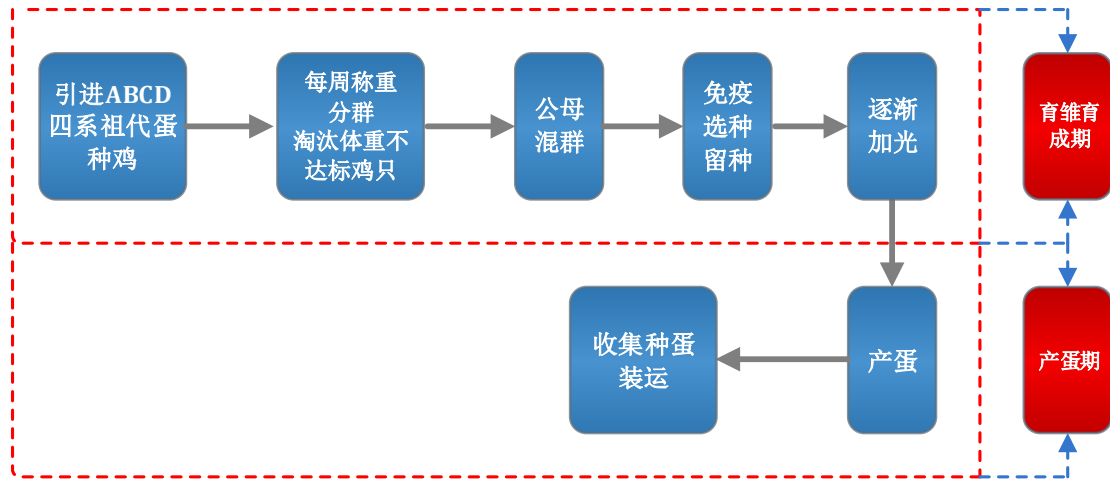 引进ABCD
四系祖代蛋
种鸡
每周称重
分群
淘汰体重不
达标鸡只
公母
混群
免疫
选种
留种
逐渐
加光
育雏育
成期
收集种蛋
装运
产蛋
产蛋期